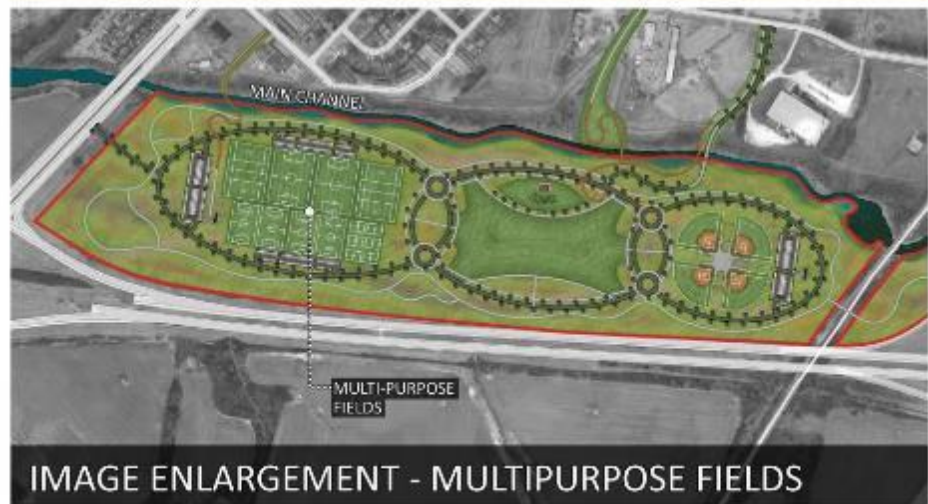 MAIN CHANNEL
MULTI-PURPOSE
FIELDS
IMAGE ENLARGEMENT - MULTIPURPOSE FIELDS